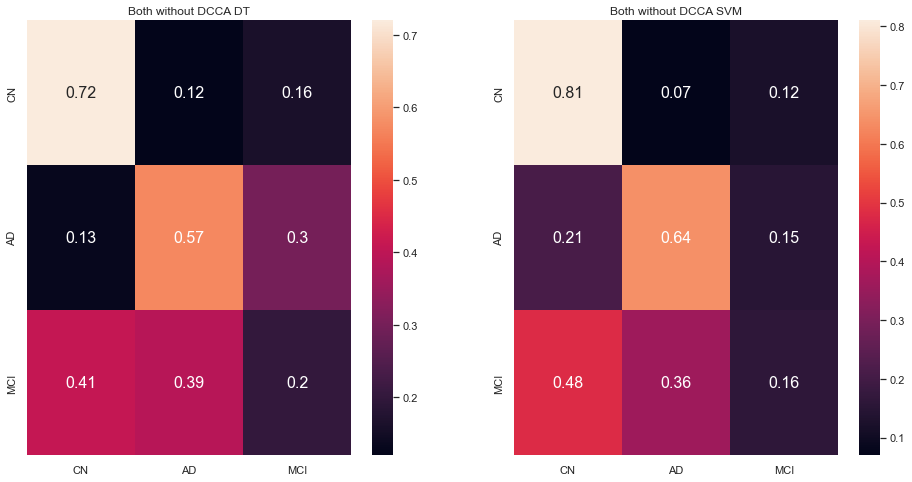 Both without DCCA DT
CN
0.72
0.12
0.16
AD
0.13
0.57
0.3
MCI
0.41
0.39
0.2
CN
AD
MCI
0.7
0.6
0.5
0.4
0.3
0.2
Both without DCCA SVM
CN
0.81
0.07
0.12
AD
0.21
0.64
0.15
MCI
0.48
0.36
0.16
CN
AD
MCI
0.8
0.7
0.6
0.5
0.4
0.3
0.2
0.1